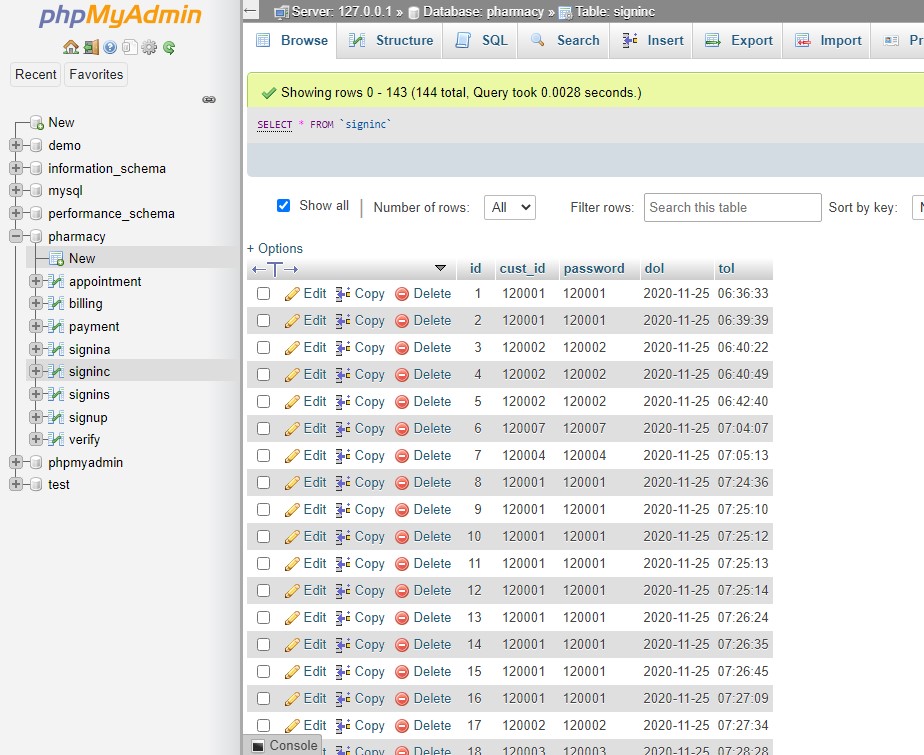 phpMyAdmin
Recent Favorites
New
demo
information_schema
mysql
performance_schema
pharmacy
New
appointment
billing
payment
signina
signinc
signins
signup
verify
phpmyadmin
test
Server: 127.0.0.1 » Database: pharmacy » Table: signinc
Browse Structure SQL Search Insert Export Import Pr
Showing rows 0 - 143 (144 total, Query took 0.0028 seconds.)
SELECT * FROM `signinc`
Show all | Number of rows: All Filter rows: Search this table Sort by key: N
+ Options
←T→ id cust_id password dol tol
Edit Copy Delete 1 120001 120001 2020-11-25 06:36:33
Edit Copy Delete 2 120001 120001 2020-11-25 06:39:39
Edit Copy Delete 3 120002 120002 2020-11-25 06:40:22
Edit Copy Delete 4 120002 120002 2020-11-25 06:40:49
Edit Copy Delete 5 120002 120002 2020-11-25 06:42:40
Edit Copy Delete 6 120007 120007 2020-11-25 07:04:07
Edit Copy Delete 7 120004 120004 2020-11-25 07:05:13
Edit Copy Delete 8 120001 120001 2020-11-25 07:24:36
Edit Copy Delete 9 120001 120001 2020-11-25 07:25:10
Edit Copy Delete 10 120001 120001 2020-11-25 07:25:12
Edit Copy Delete 11 120001 120001 2020-11-25 07:25:13
Edit Copy Delete 12 120001 120001 2020-11-25 07:25:14
Edit Copy Delete 13 120001 120001 2020-11-25 07:26:24
Edit Copy Delete 14 120001 120001 2020-11-25 07:26:35
Edit Copy Delete 15 120001 120001 2020-11-25 07:26:45
Edit Copy Delete 16 120001 120001 2020-11-25 07:27:09
Edit Copy Delete 17 120002 120002 2020-11-25 07:27:34
Console Copy Delete 18 120003 120003 2020-11-25 07:28:28